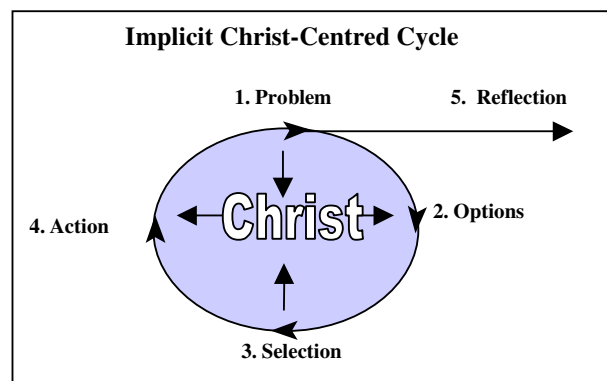 Implicit Christ-Centred Cycle
1. Problem
5. Reflection
Christ
2. Options
4. Action
3. Selection